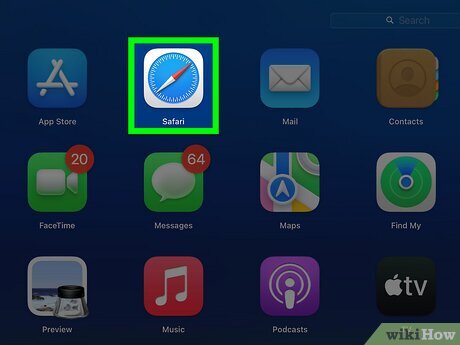 Search
App Store
Safari
Mail
Contacts
20
64
FaceTime
Messages
Maps
Find My
tv
Preview
Music
Podcasts
wikiHow